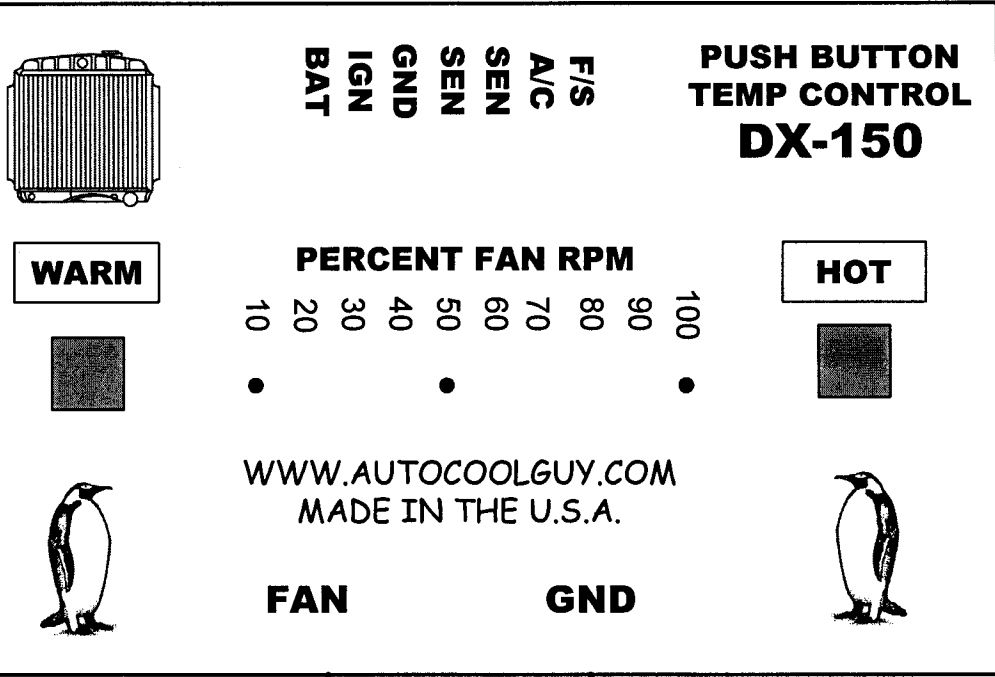 BAT
IGN
GND
SEN
SEN
A/C
F/S
PUSH BUTTON
TEMP CONTROL
DX-150
WARM
PERCENT FAN RPM
HOT
10 20 30 40 50 60 70 80 90 100
WWW.AUTOCOOLGUY.COM
MADE IN THE U.S.A.
FAN GND